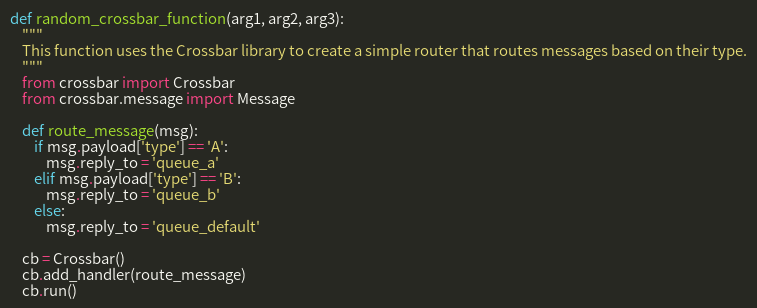 def random_crossbar_function(arg1, arg2, arg3):
    """
    This function uses the Crossbar library to create a simple router that routes messages based on their type.
    """
    from crossbar import Crossbar
    from crossbar.message import Message

    def route_message(msg):
        if msg.payload['type'] == 'A':
            msg.reply_to = 'queue_a'
        elif msg.payload['type'] == 'B':
            msg.reply_to = 'queue_b'
        else:
            msg.reply_to = 'queue_default'

    cb = Crossbar()
    cb.add_handler(route_message)
    cb.run()